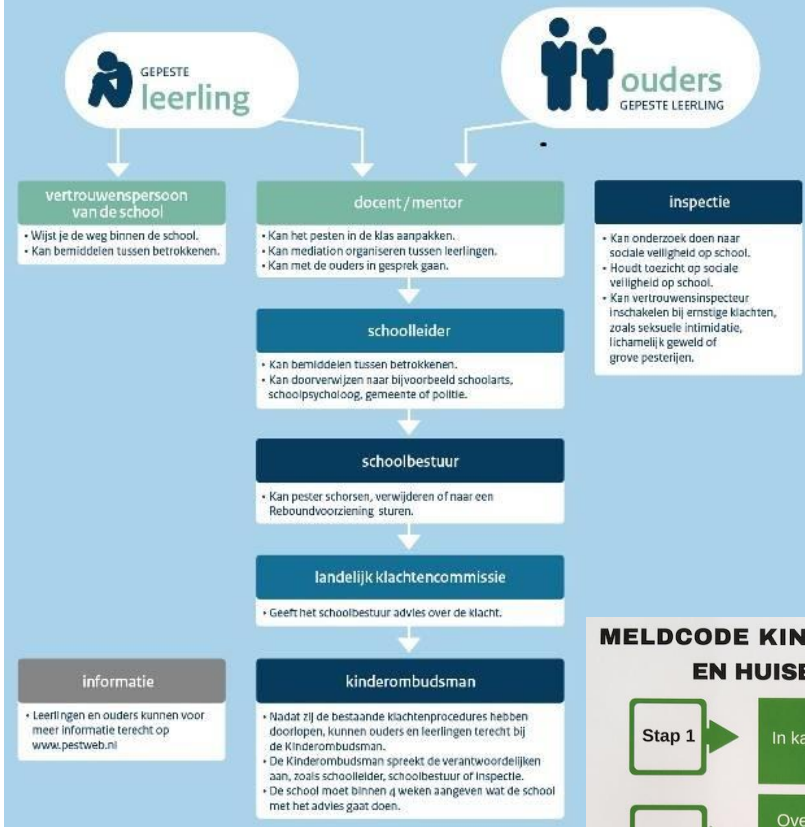 GEPESTE
leerling
ouders
GEPESTE LEERLING
vertrouwenspersoon
van de school
• Wijst je de weg binnen de school.
• Kan bemiddelen tussen betrokkenen.
docent / mentor
• Kan het pesten in de klas aanpakken.
• Kan mediation organiseren tussen leerlingen.
• Kan met de ouders in gesprek gaan.
inspectie
• Kan onderzoek doen naar
sociale veiligheid op school.
• Houdt toezicht op sociale
veiligheid op school.
• Kan vertrouwensinspecteur
inschakelen bij ernstige klachten,
zoals seksuele intimidatie,
lichamelijk geweld of
grove pesterijen.
schoolleider
• Kan bemiddelen tussen betrokkenen.
• Kan doorverwijzen naar bijvoorbeeld schoolarts,
schoolpsycholoog, gemeente of politie.
schoolbestuur
• Kan pester schorsen, verwijderen of naar een
Reboundvoorziening sturen.
landelijk klachtencommissie
• Geeft het schoolbestuur advies over de klacht.
informatie
• Leerlingen en ouders kunnen voor
meer informatie terecht op
www.pestweb.nl
kinderombudsman
• Nadat zij de bestaande klachtenprocedures hebben
doorlopen, kunnen ouders en leerlingen terecht bij
de Kinderombudsman.
• De Kinderombudsman spreekt de verantwoordelijken
aan, zoals schoolleider, schoolbestuur of inspectie.
• De school moet binnen 4 weken aangeven wat de school
met het advies gaat doen.
MELDCODE KIN
EN HUISE
Stap 1
In ka
Ove